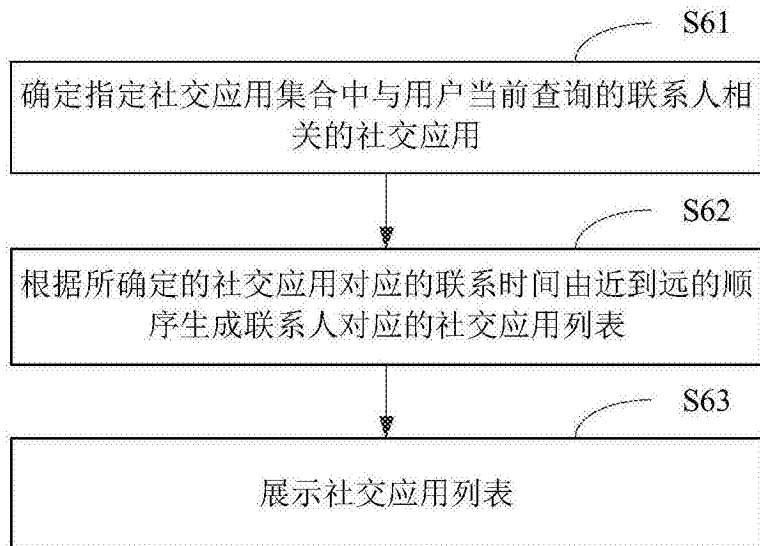 S61
确定指定社交应用集合中与用户当前查询的联系人相
关的社交应用
S62
根据所确定的社交应用对应的联系时间由近到远的顺
序生成联系人对应的社交应用列表
S63
展示社交应用列表